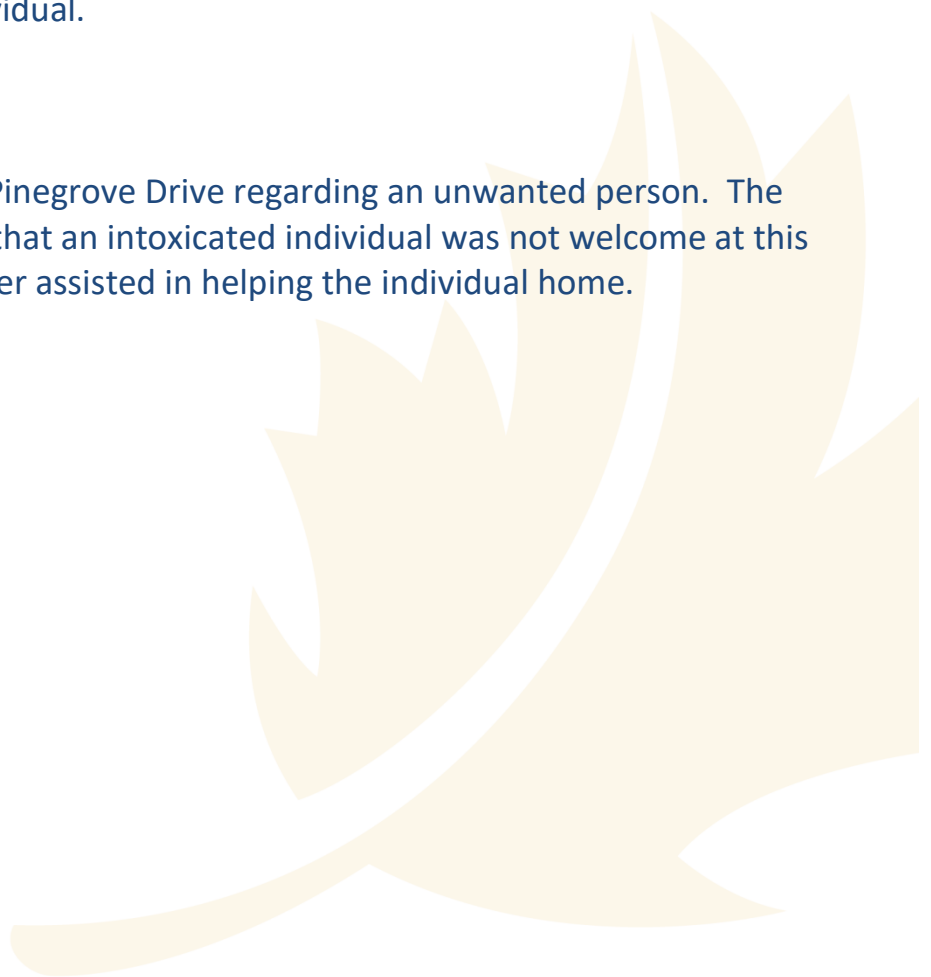 vidual.
Pinegrove Drive regarding an unwanted person.  The
that an intoxicated individual was not welcome at this
er assisted in helping the individual home.